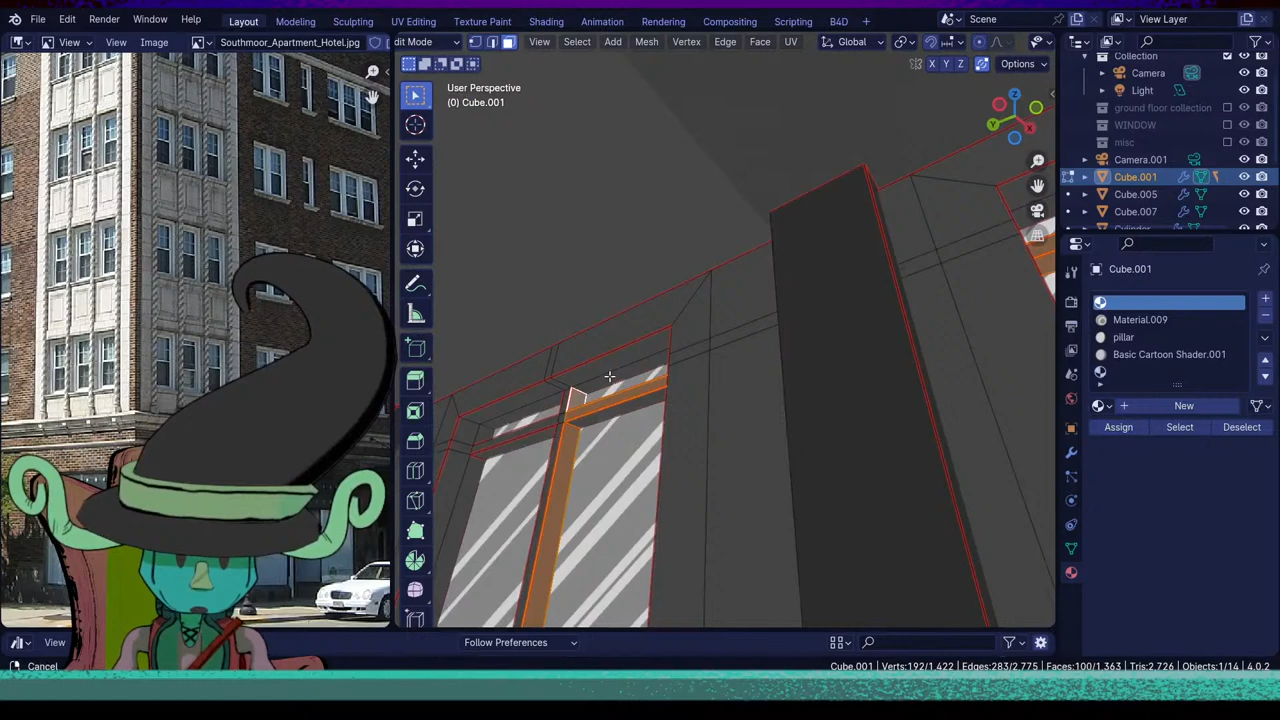 File Edit Render Window Help Layout Modeling Sculpting UV Editing Texture Paint Shading Animation Rendering Compositing Scripting B4D + Scene View Layer
View View Image Southmoor_Apartment_Hotel.jpg dit Mode View Select Add Mesh Vertex Edge Face UV Global
X Y Z Options
User Perspective
(0) Cube.001
Z
Y
X
Collection
Camera
Light
ground floor collection
WINDOW
misc
Camera.001
Cube.001
Cube.005
Cube.007
Cube.001
Material.009
pillar
Basic Cartoon Shader.001
New
Assign Select Deselect
View Follow Preferences
Cancel Cube.001 | Verts:192/1.422 | Edges:283/2.775 | Faces:100/1.363 | Tris:2.726 | Objects:1/14 | 4.0.2